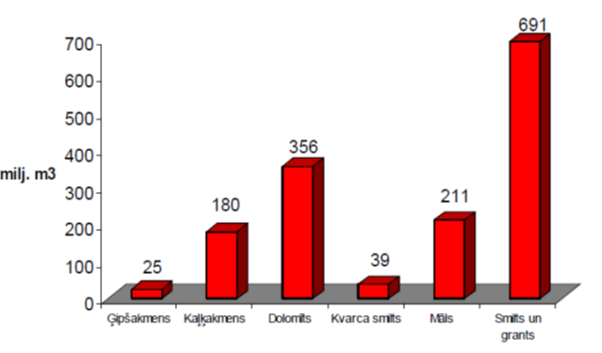 691
700
600
500
400
300
200
100
0
milj. m3
356
180
211
25
39
Ģipšakmens
Kaļķakmens
Dolomīts
Kvarca smilts
Māls
Smilts un
grants